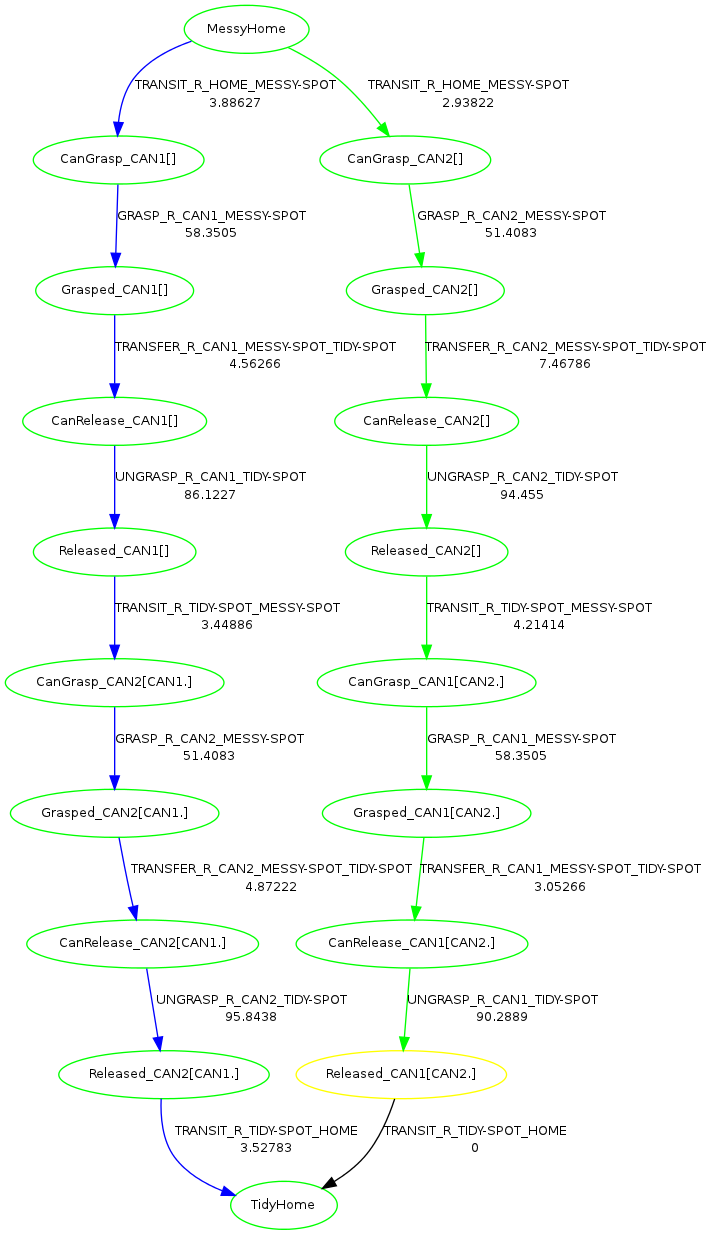 MessyHome
TRANSIT_R_HOME_MESSY-SPOT
3.88627
TRANSIT_R_HOME_MESSY-SPOT
2.93822
CanGrasp_CAN1[]
CanGrasp_CAN2[]
GRASP_R_CAN1_MESSY-SPOT
58.3505
GRASP_R_CAN2_MESSY-SPOT
51.4083
Grasped_CAN1[]
Grasped_CAN2[]
TRANSFER_R_CAN1_MESSY-SPOT_TIDY-SPOT
4.56266
TRANSFER_R_CAN2_MESSY-SPOT_TIDY-SPOT
7.46786
CanRelease_CAN1[]
CanRelease_CAN2[]
UNGRASP_R_CAN1_TIDY-SPOT
86.1227
UNGRASP_R_CAN2_TIDY-SPOT
94.455
Released_CAN1[]
Released_CAN2[]
TRANSIT_R_TIDY-SPOT_MESSY-SPOT
3.44886
TRANSIT_R_TIDY-SPOT_MESSY-SPOT
4.21414
CanGrasp_CAN2[CAN1.]
CanGrasp_CAN1[CAN2.]
GRASP_R_CAN2_MESSY-SPOT
51.4083
GRASP_R_CAN1_MESSY-SPOT
58.3505
Grasped_CAN2[CAN1.]
Grasped_CAN1[CAN2.]
TRANSFER_R_CAN2_MESSY-SPOT_TIDY-SPOT
4.87222
TRANSFER_R_CAN1_MESSY-SPOT_TIDY-SPOT
3.05266
CanRelease_CAN2[CAN1.]
CanRelease_CAN1[CAN2.]
UNGRASP_R_CAN2_TIDY-SPOT
95.8438
UNGRASP_R_CAN1_TIDY-SPOT
90.2889
Released_CAN2[CAN1.]
Released_CAN1[CAN2.]
TRANSIT_R_TIDY-SPOT_HOME
3.52783
TRANSIT_R_TIDY-SPOT_HOME
0
TidyHome